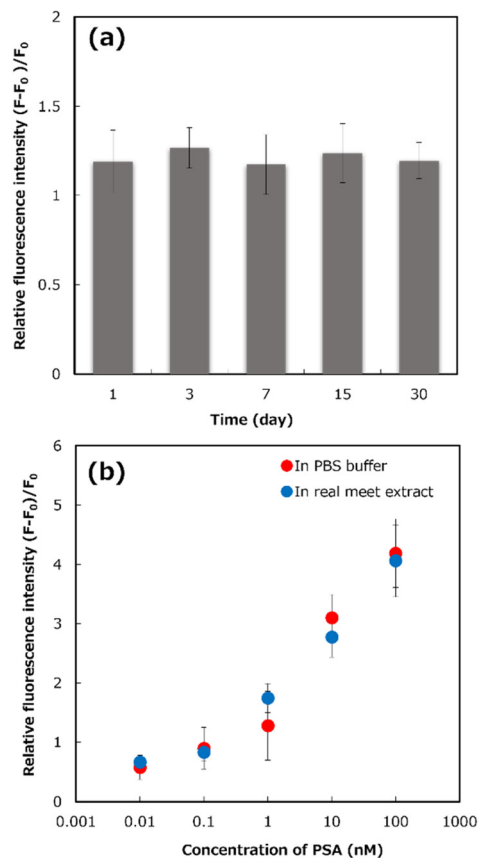 (a)
Relative fluorescence intensity (F-F₀ )/F₀
2
1.5
1
0.5
0
1 3 7 15 30
Time (day)
(b)
In PBS buffer
In real meet extract
Relative fluorescence intensity (F-F₀)/F₀
6
5
4
3
2
1
0
0.001 0.01 0.1 1 10 100 1000
Concentration of PSA (nM)